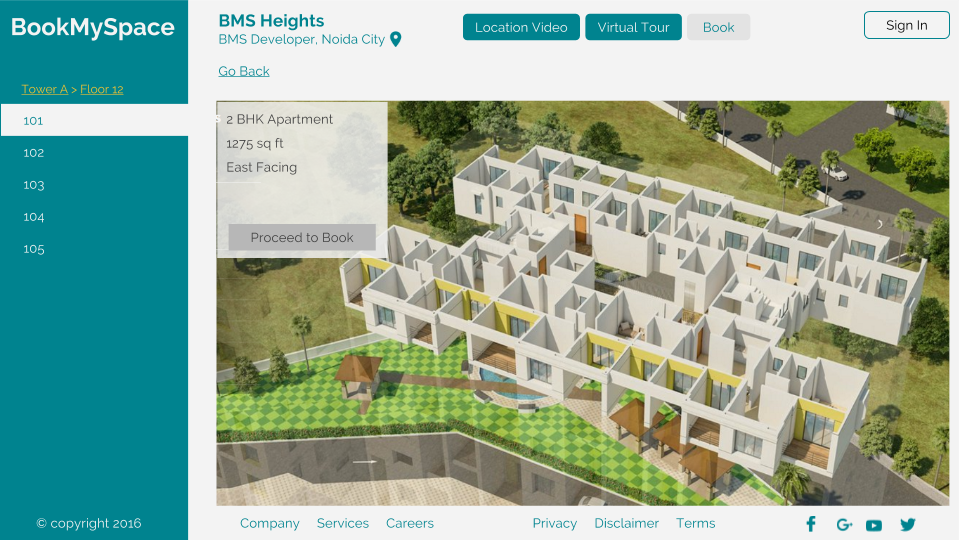 BookMySpace
BMS Heights
BMS Developer, Noida City
Location Video
Virtual Tour
Book
Sign In
Go Back
Tower A > Floor 12
101
102
103
104
105
s
2 BHK Apartment
1275 sq ft
East Facing
Proceed to Book
© copyright 2016
Company
Services
Careers
Privacy
Disclaimer
Terms